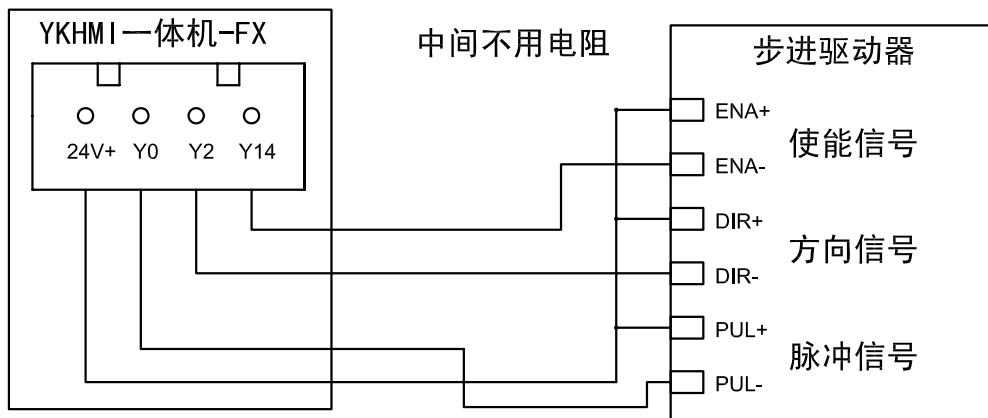 YKHMI一体机-FX
24V+ Y0 Y2 Y14
中间不用电阻
步进驱动器
ENA+
使能信号
ENA-
DIR+
方向信号
DIR-
PUL+
脉冲信号
PUL-